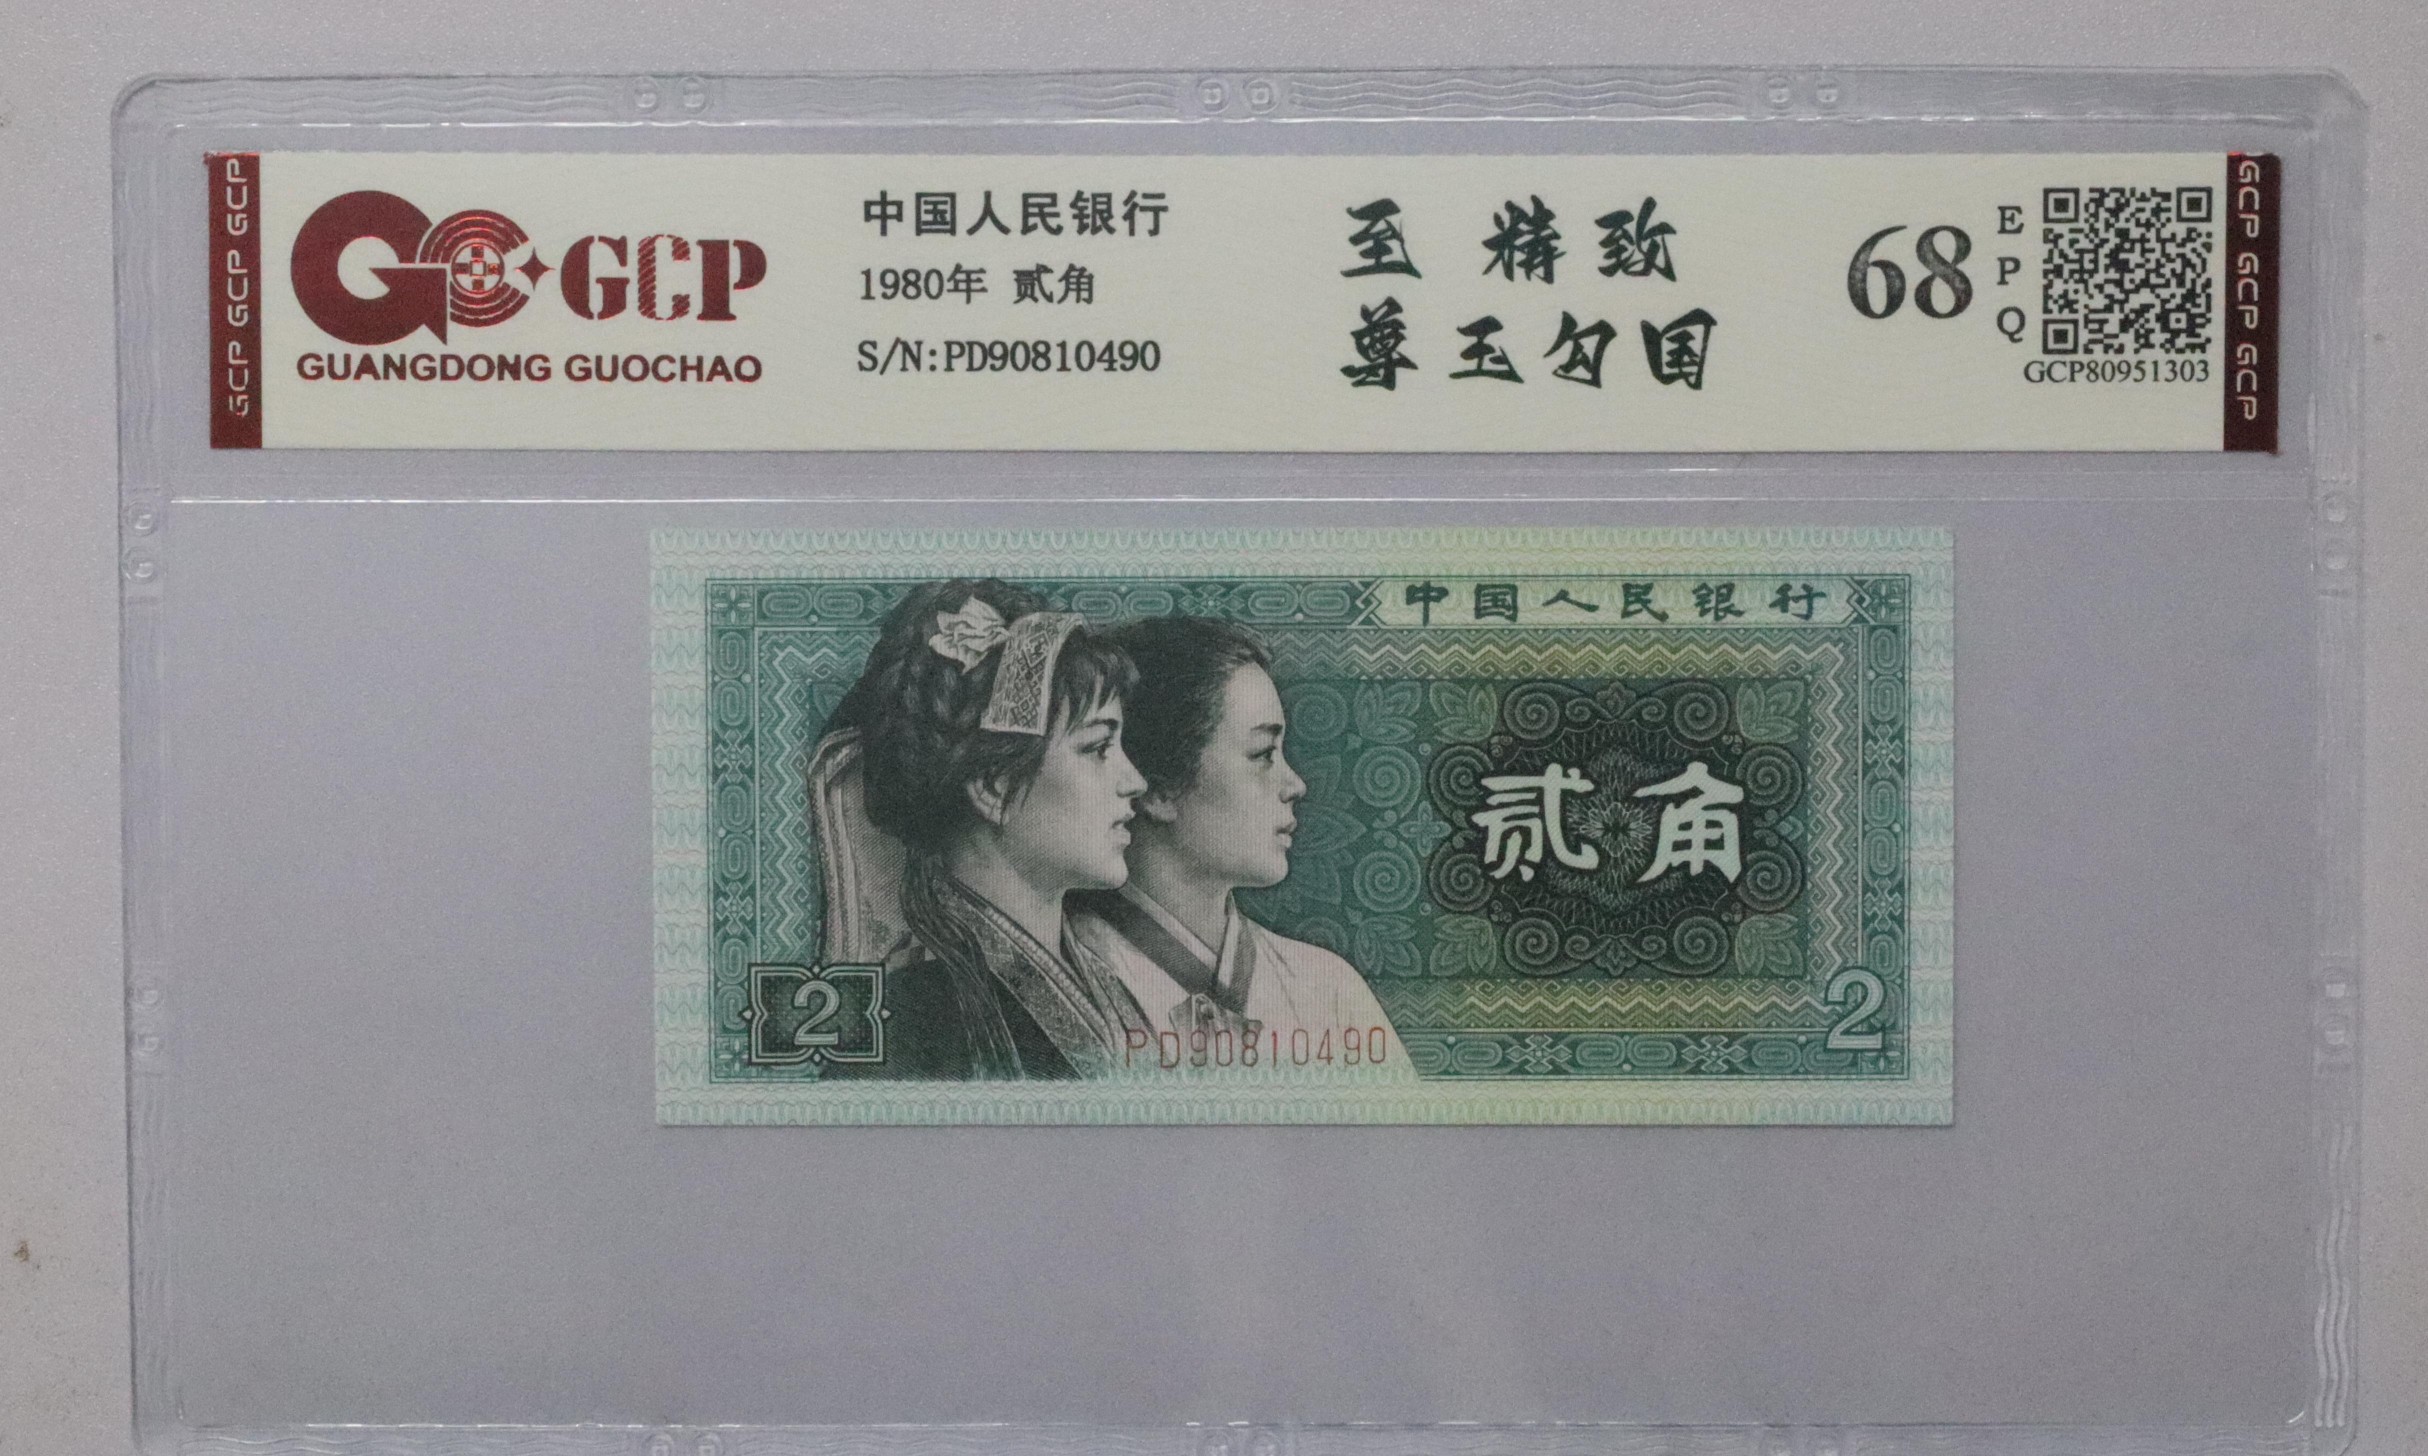 GCP GCP GCP
GCP
GUANGDONG GUOCHAO
中国人民银行
1980年 贰角
S/N:PD90810490
至 精 致
尊 玉 勾 国
68
EPQ
GCP80951303
GCP GCP GCP
中国人民银行
贰角
2
PD90810490
2